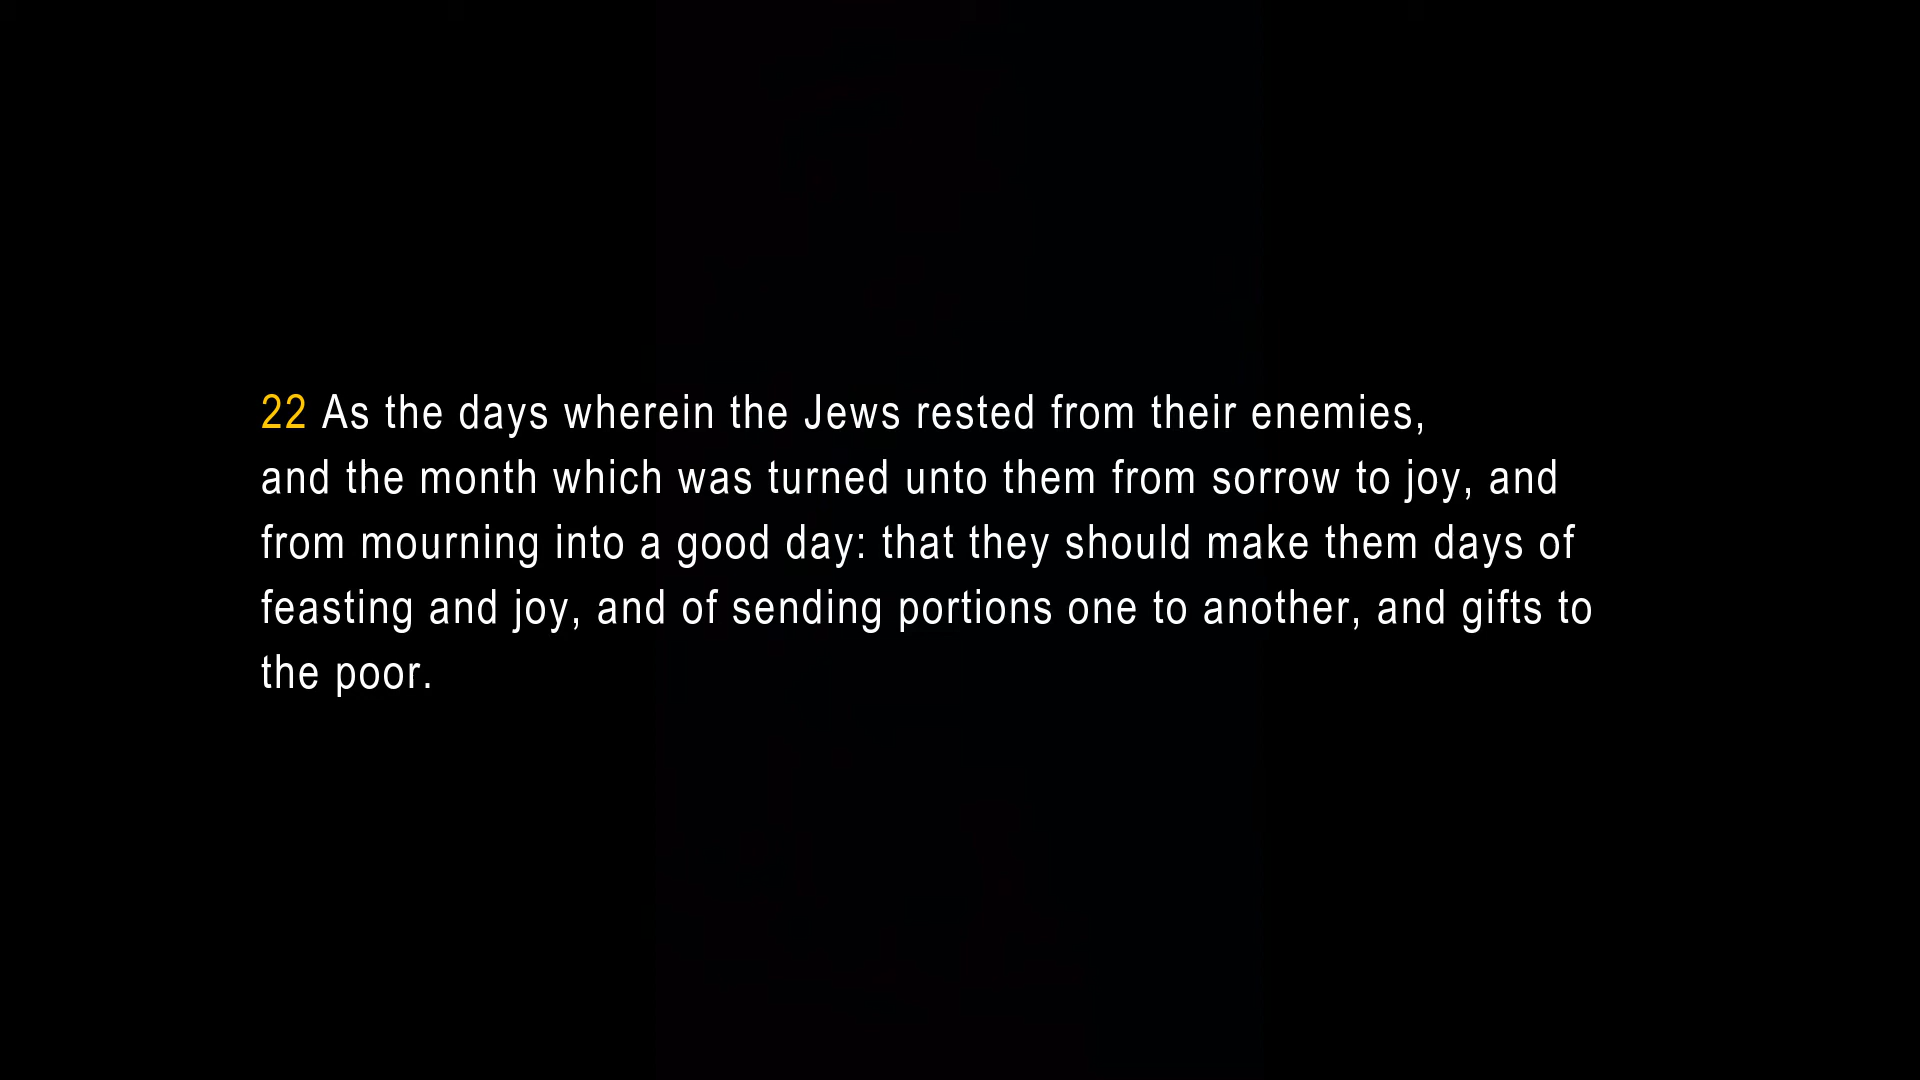 22 As the days wherein the Jews rested from their enemies,
and the month which was turned unto them from sorrow to joy, and
from mourning into a good day: that they should make them days of
feasting and joy, and of sending portions one to another, and gifts to
the poor.